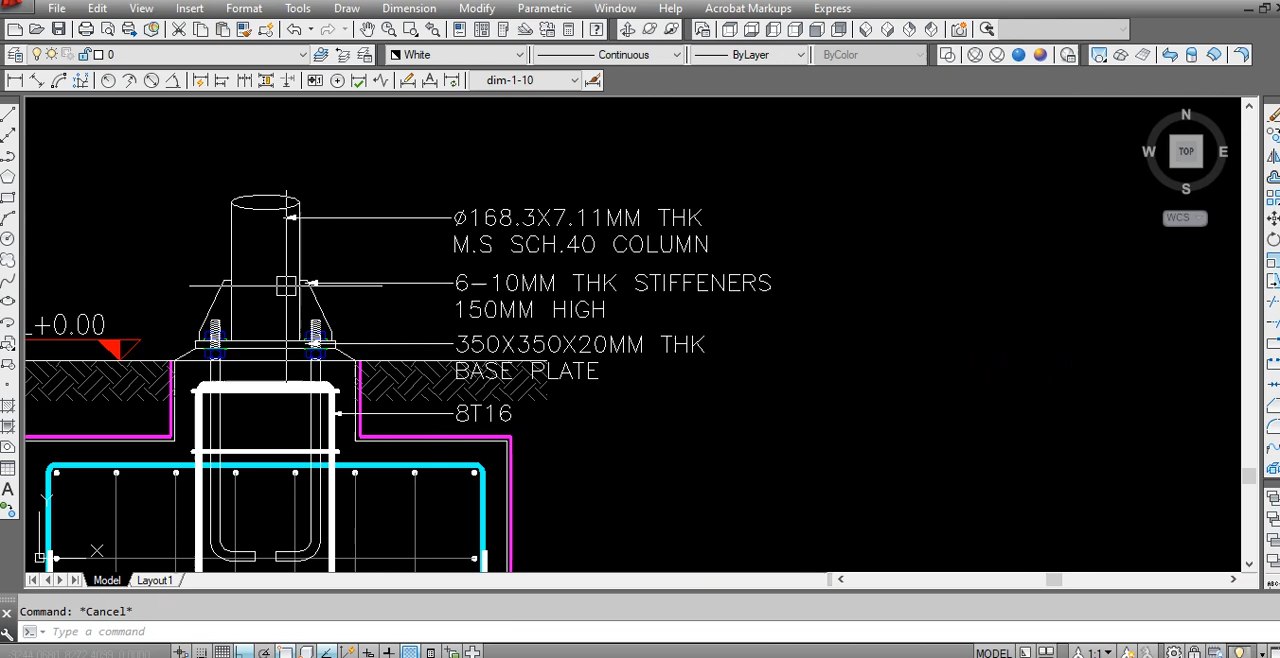 File Edit View Insert Format Tools Draw Dimension Modify Parametric Window Help Acrobat Markups Express
0 White Continuous ByLayer ByColor
dim-1-10
N
W TOP E
S
WCS
Ø168.3X7.11MM THK
M.S SCH.40 COLUMN
6-10MM THK STIFFENERS
150MM HIGH
+0.00
350X350X20MM THK
BASE PLATE
8T16
Y
X
Model Layout1
Command: *Cancel*
Type a command
MODEL 1:1